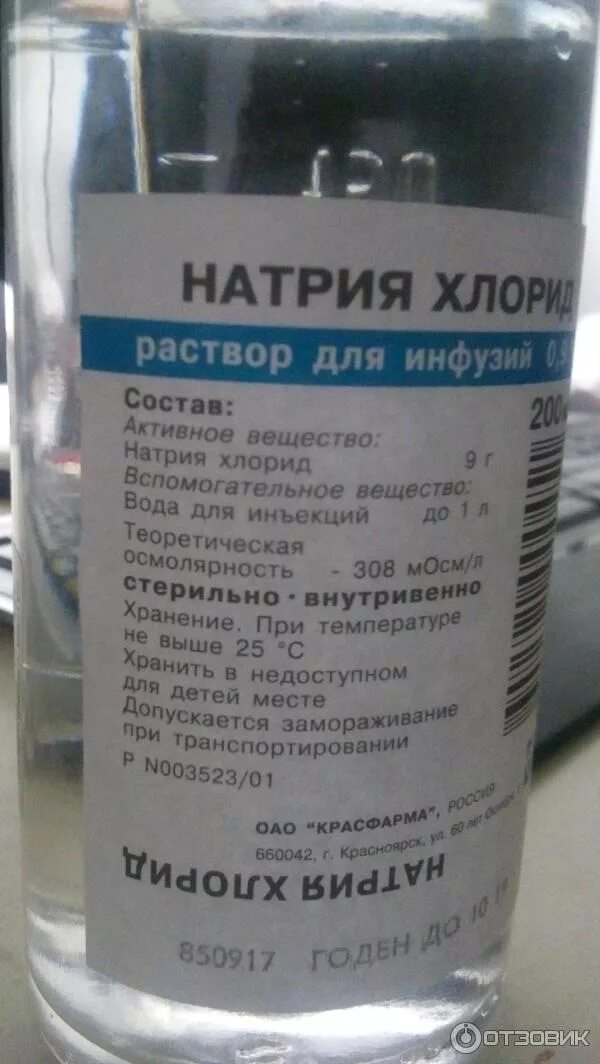 НАТРИЯ ХЛОРИД
раствор для инфузий
200
Состав:
Активное вещество:
Натрия хлорид 9 г
Вспомогательное вещество:
Вода для инъекций до 1 л
Теоретическая
осмолярность - 308 мОсм/л
стерильно · внутривенно
Хранение. При температуре
не выше 25 °C
Хранить в недоступном
для детей месте
Допускается замораживание
при транспортировании
Р N003523/01
ОАО "КРАСФАРМА", РОССИЯ
660042, г. Красноярск, ул. 60 лет Октября,
НАТРИЯ ХЛОРИД
850917 ГОДЕН ДО 10 19
ОТЗОВИК